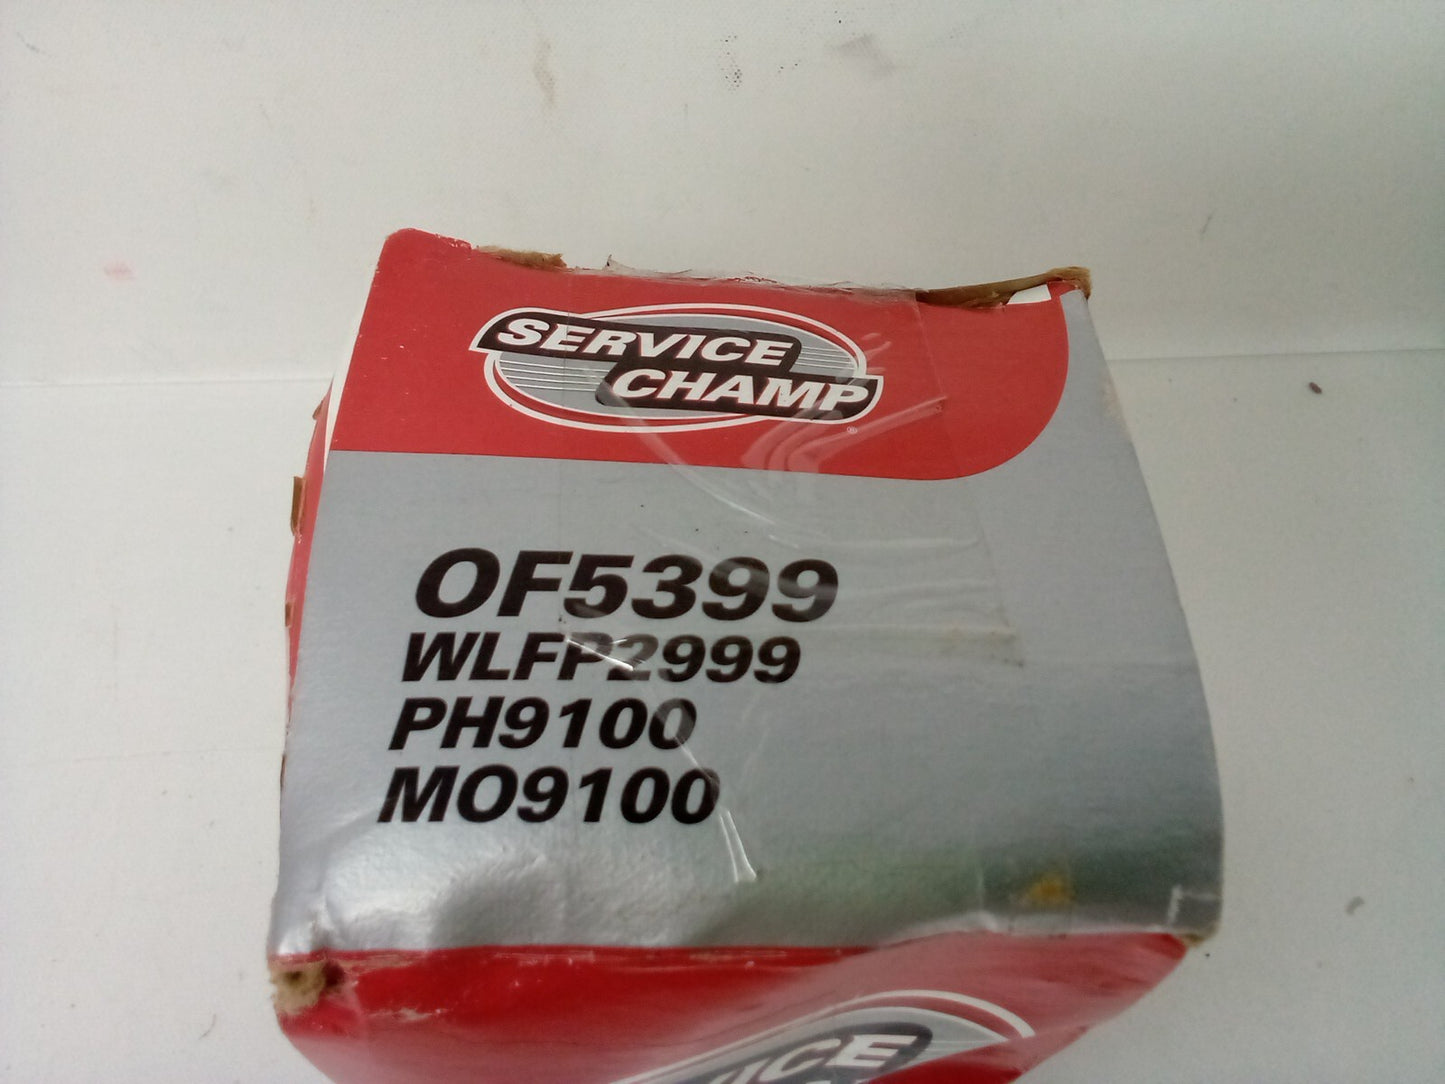 SERVICE
CHAMP
®
OF5399
WLFP2999
PH9100
MO9100